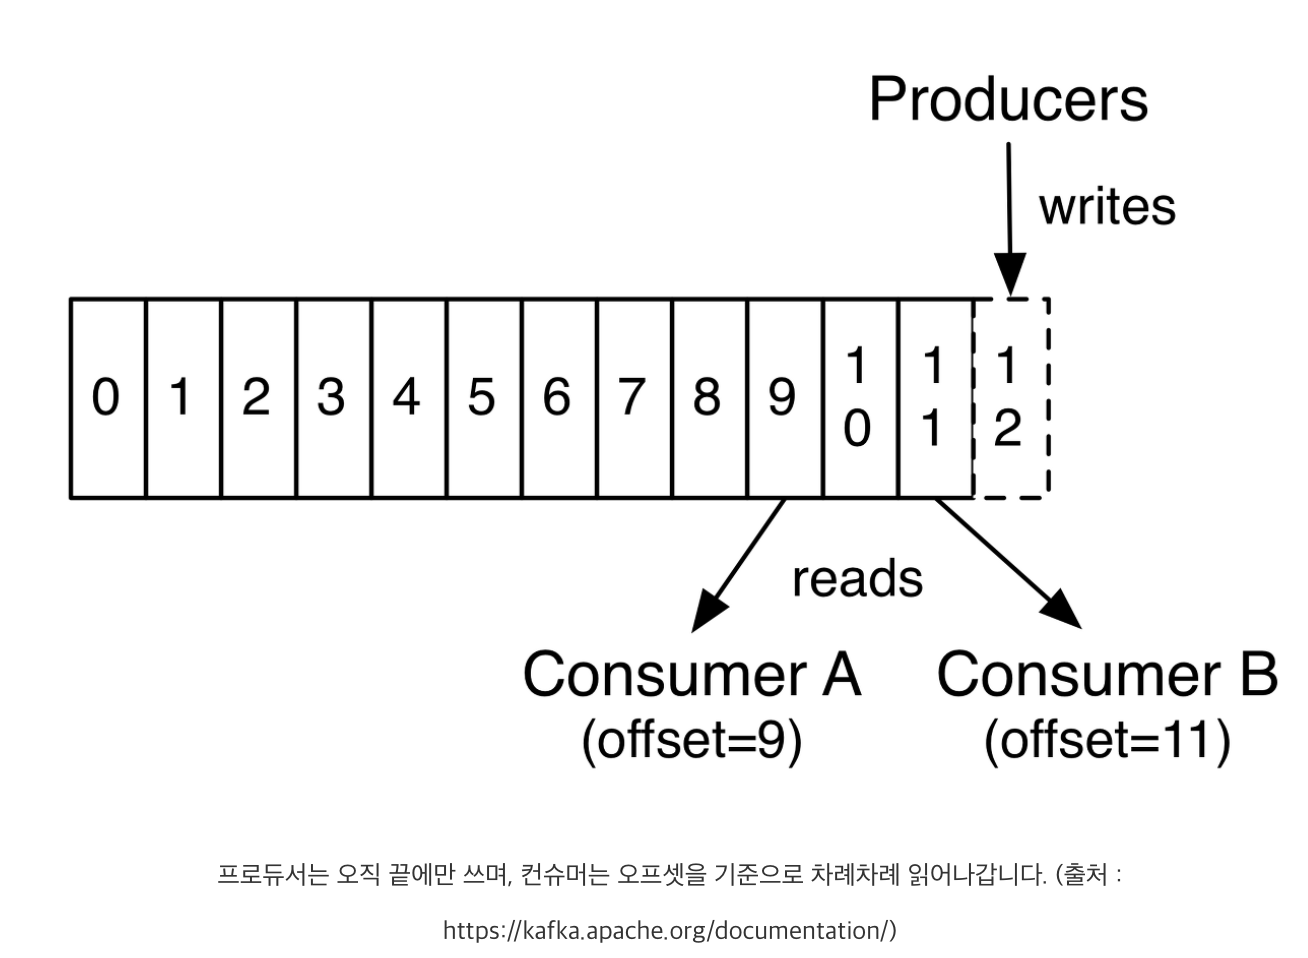 Producers
writes
0 1 2 3 4 5 6 7 8 9 10 11 12
reads
Consumer A
(offset=9)
Consumer B
(offset=11)
프로듀서는 오직 끝에만 쓰며, 컨슈머는 오프셋을 기준으로 차례차례 읽어나갑니다. (출처 :
https://kafka.apache.org/documentation/)